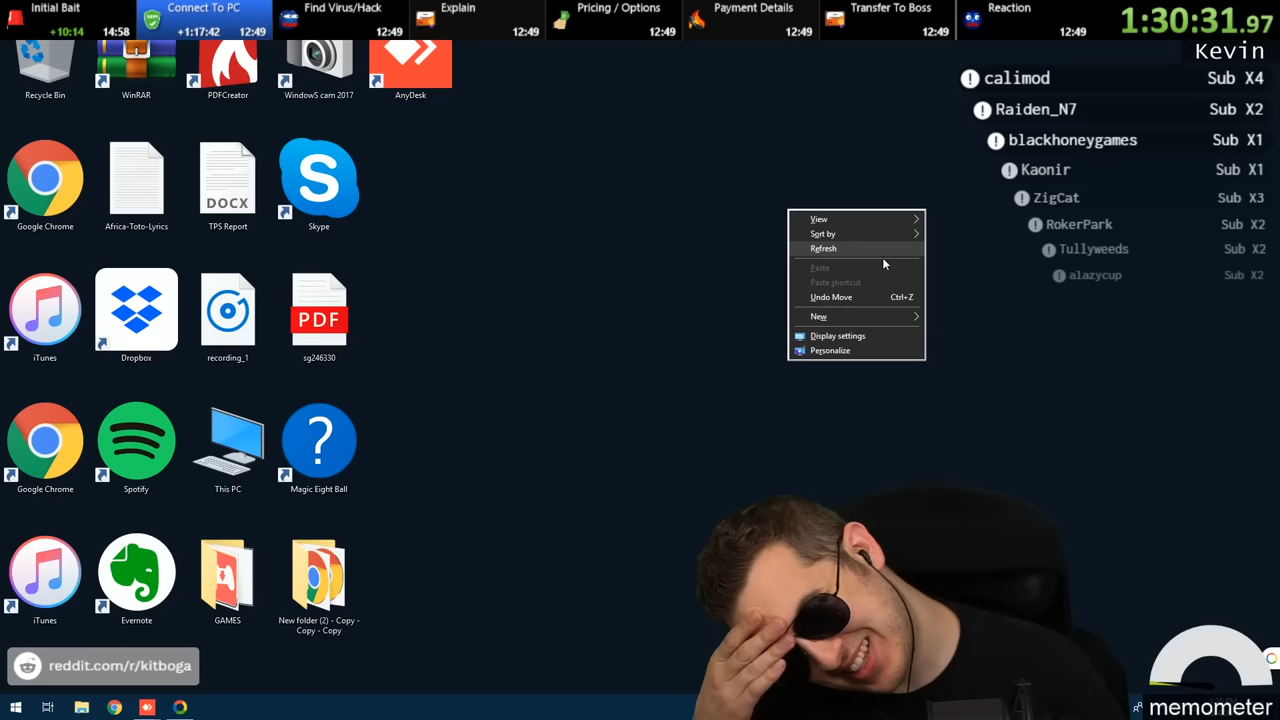 Initial Bait
+10:14 14:58
Connect To PC
+1:17:42 12:49
Find Virus/Hack
12:49
Explain
12:49
Pricing / Options
12:49
Payment Details
12:49
Transfer To Boss
12:49
Reaction
12:49
1:30:31.97
Kevin
calimod Sub X4
Raiden_N7 Sub X2
blackhoneygames Sub X1
Kaonir Sub X1
ZigCat Sub X3
RokerPark Sub X2
Tullyweeds Sub X2
alazycup Sub X2
Recycle Bin
WinRAR
PDFCreator
WindowS cam 2017
AnyDesk
Google Chrome
Africa-Toto-Lyrics
DOCX
TPS Report
S
Skype
iTunes
Dropbox
recording_1
PDF
sg246330
Google Chrome
Spotify
This PC
?
Magic Eight Ball
iTunes
Evernote
GAMES
New folder (2) - Copy -
Copy - Copy
View
Sort by
Refresh
Paste
Paste shortcut
Undo Move Ctrl+Z
New
Display settings
Personalize
reddit.com/r/kitboga
memometer